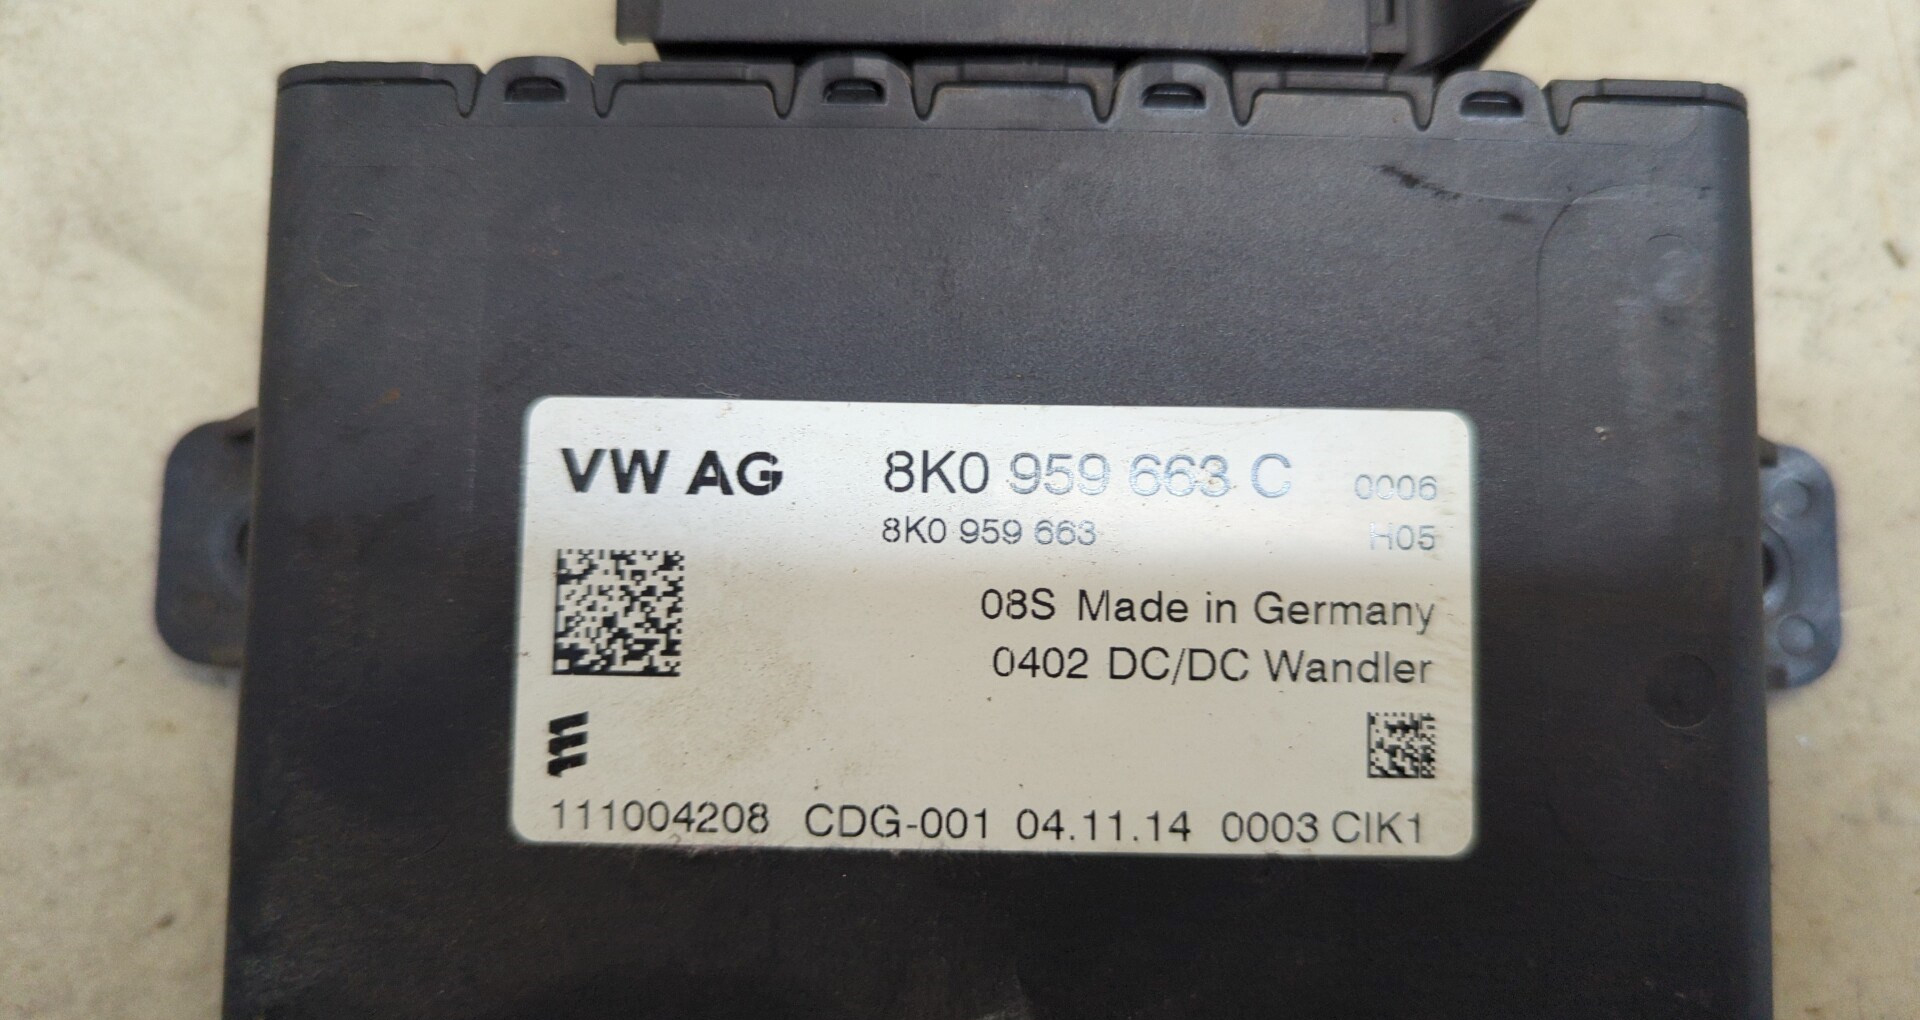 VW AG 8K0 959 663 C 0006
8K0 959 663 H05
08S Made in Germany
0402 DC/DC Wandler
111004208 CDG-001 04.11.14 0003 CIK1